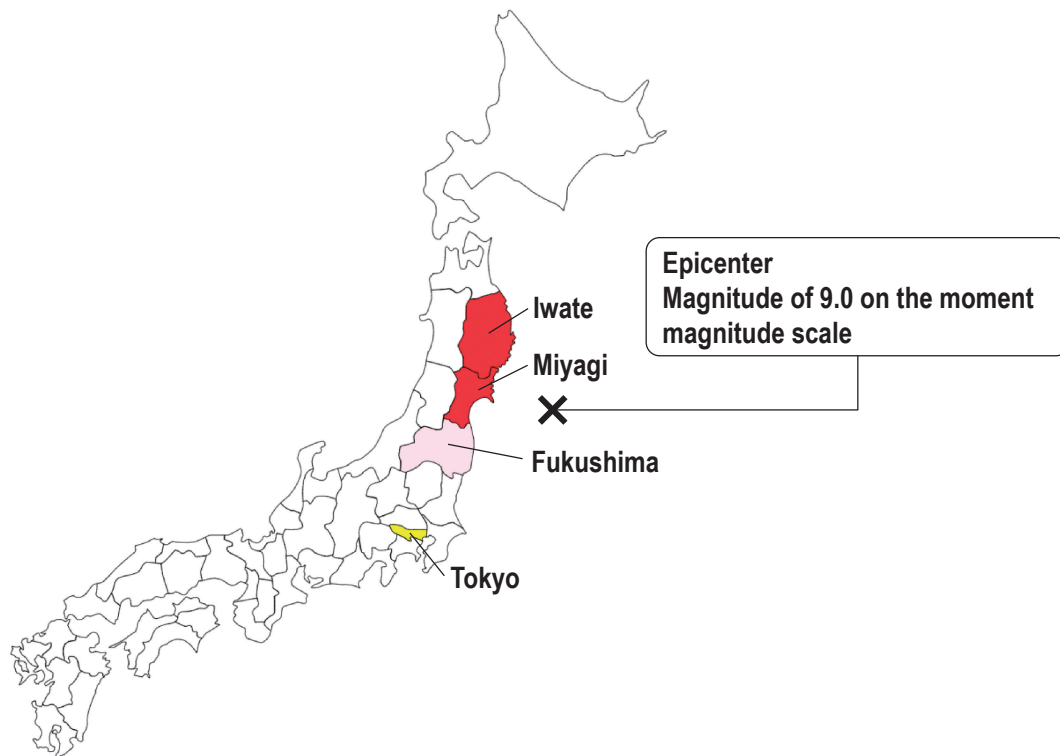 Epicenter
Magnitude of 9.0 on the moment
magnitude scale
Iwate
Miyagi
Fukushima
Tokyo